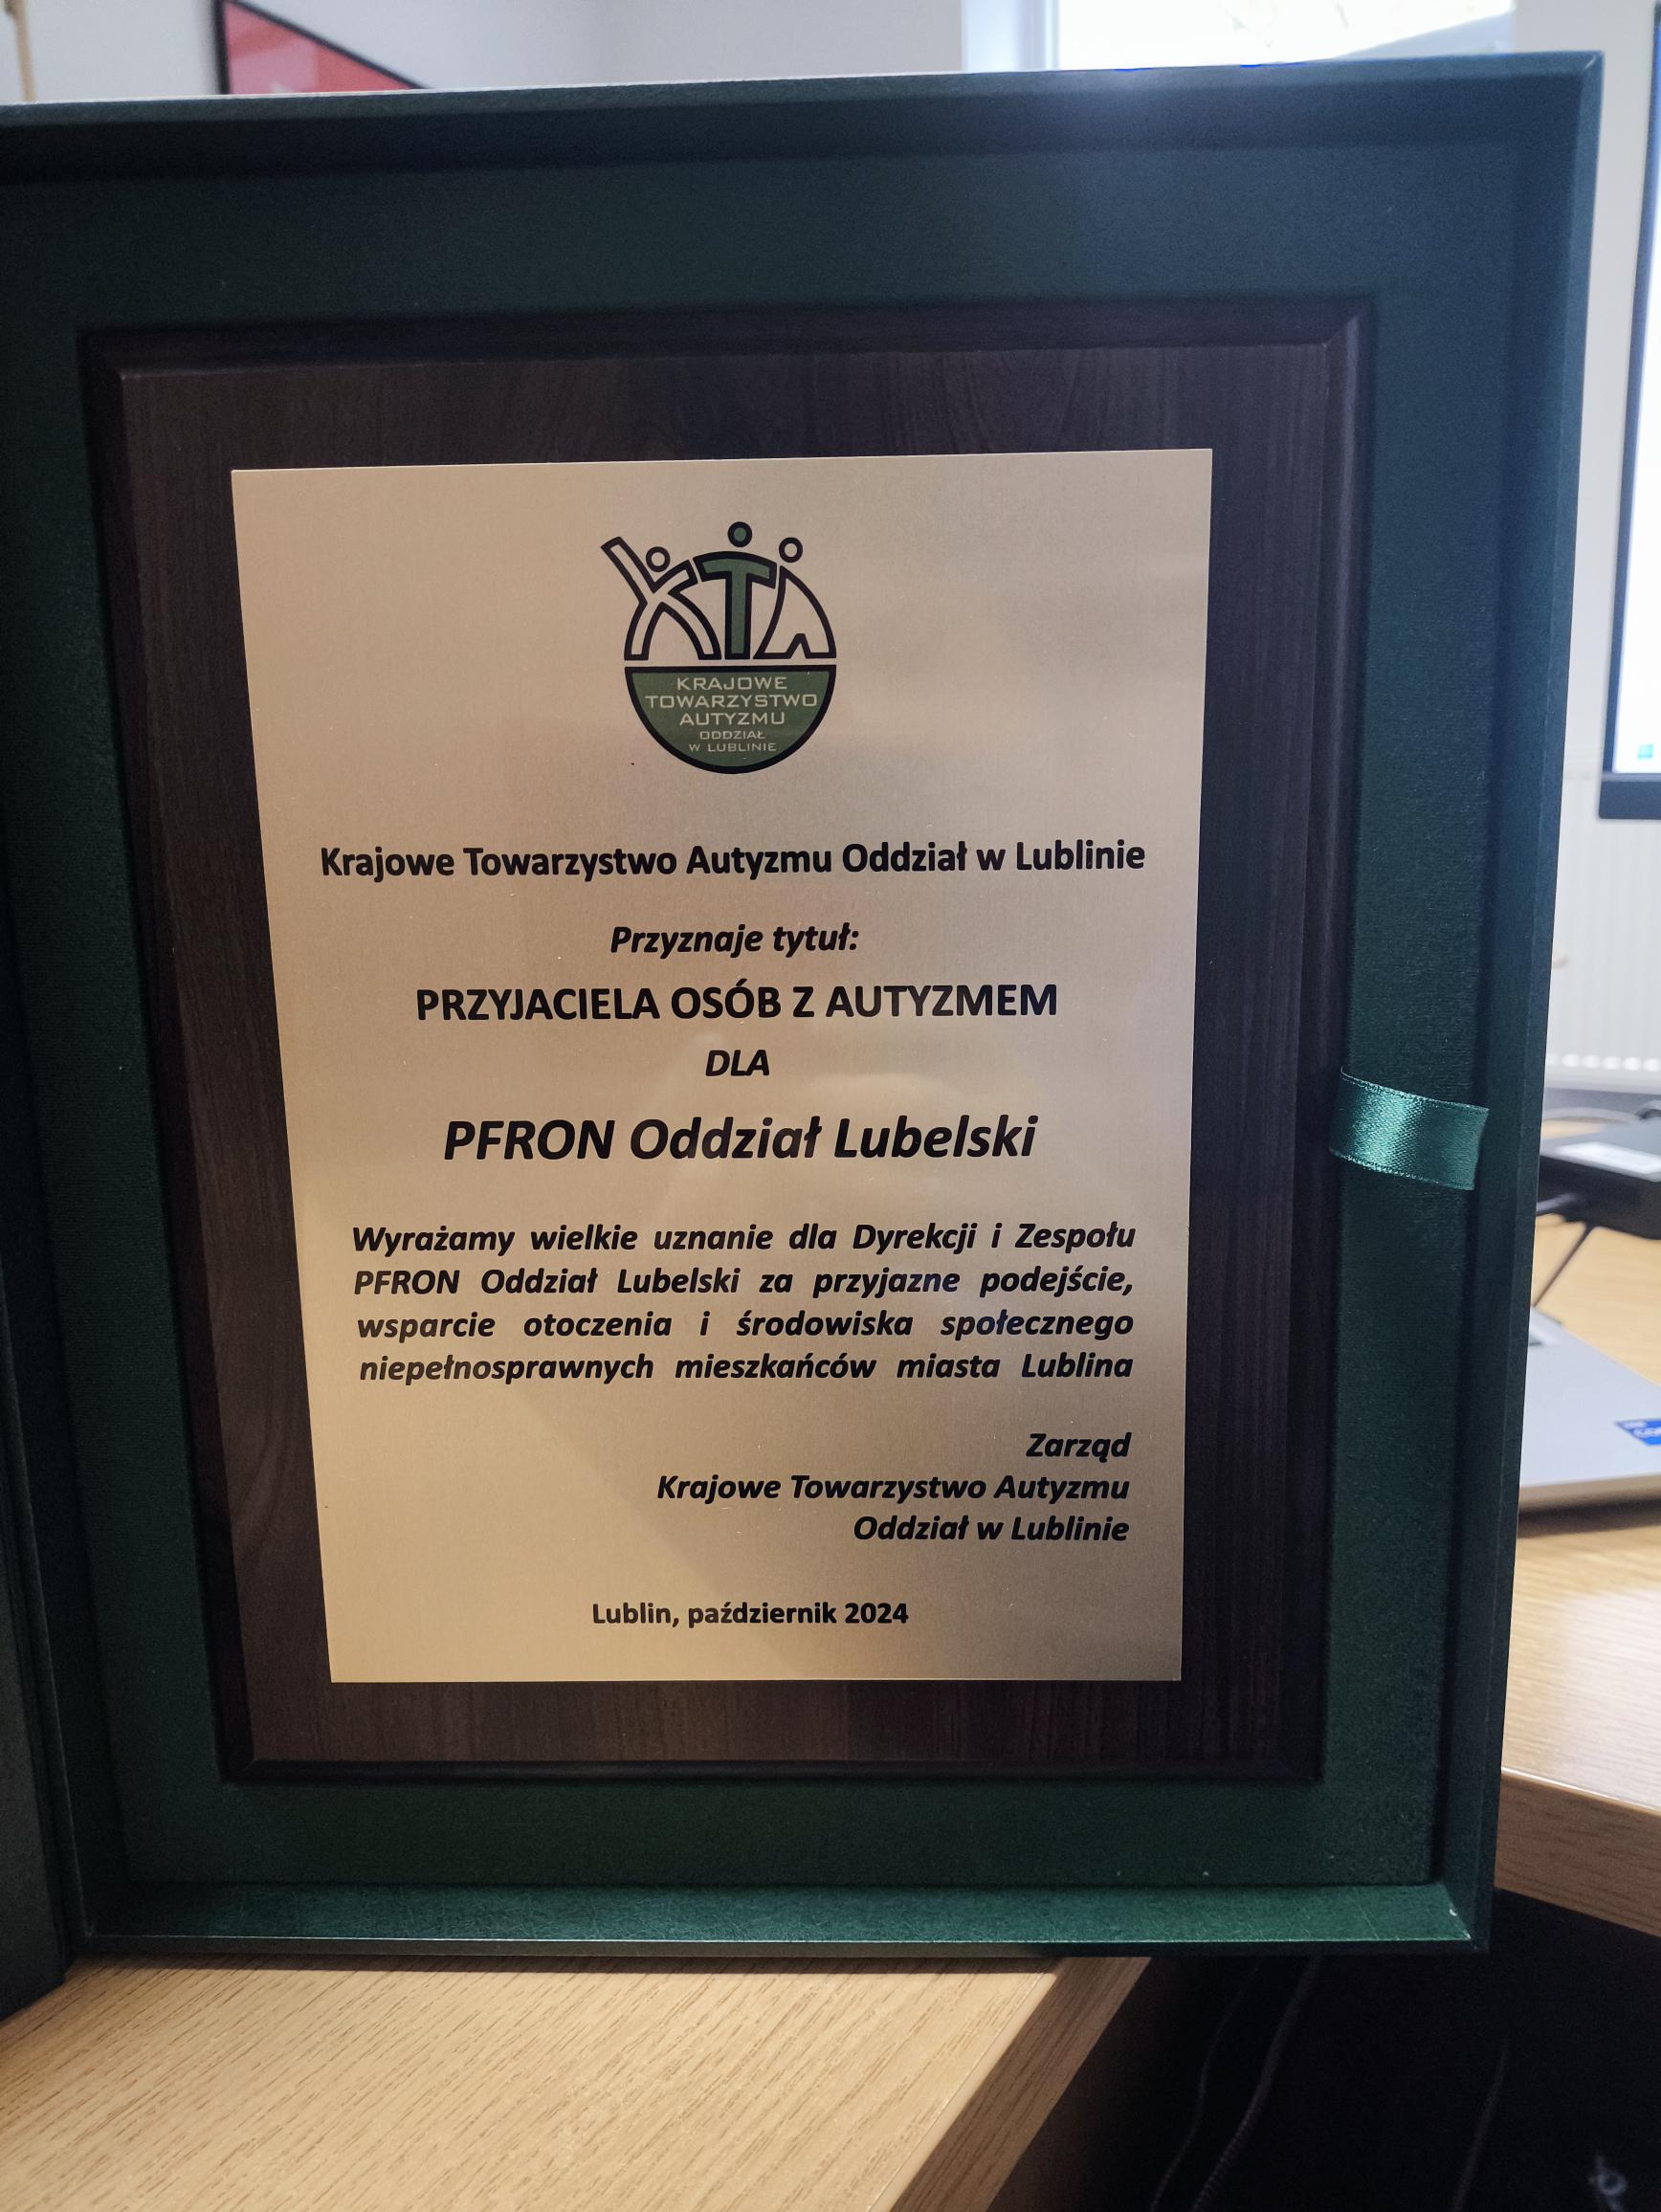 KTA
KRAJOWE
TOWARZYSTWO
AUTYZMU
ODDZIAŁ
W LUBLINIE
Krajowe Towarzystwo Autyzmu Oddział w Lublinie
Przyznaje tytuł:
PRZYJACIELA OSÓB Z AUTYZMEM
DLA
PFRON Oddział Lubelski
Wyrażamy wielkie uznanie dla Dyrekcji i Zespołu
PFRON Oddział Lubelski za przyjazne podejście,
wsparcie otoczenia i środowiska społecznego
niepełnosprawnych mieszkańców miasta Lublina
Zarząd
Krajowe Towarzystwo Autyzmu
Oddział w Lublinie
Lublin, październik 2024